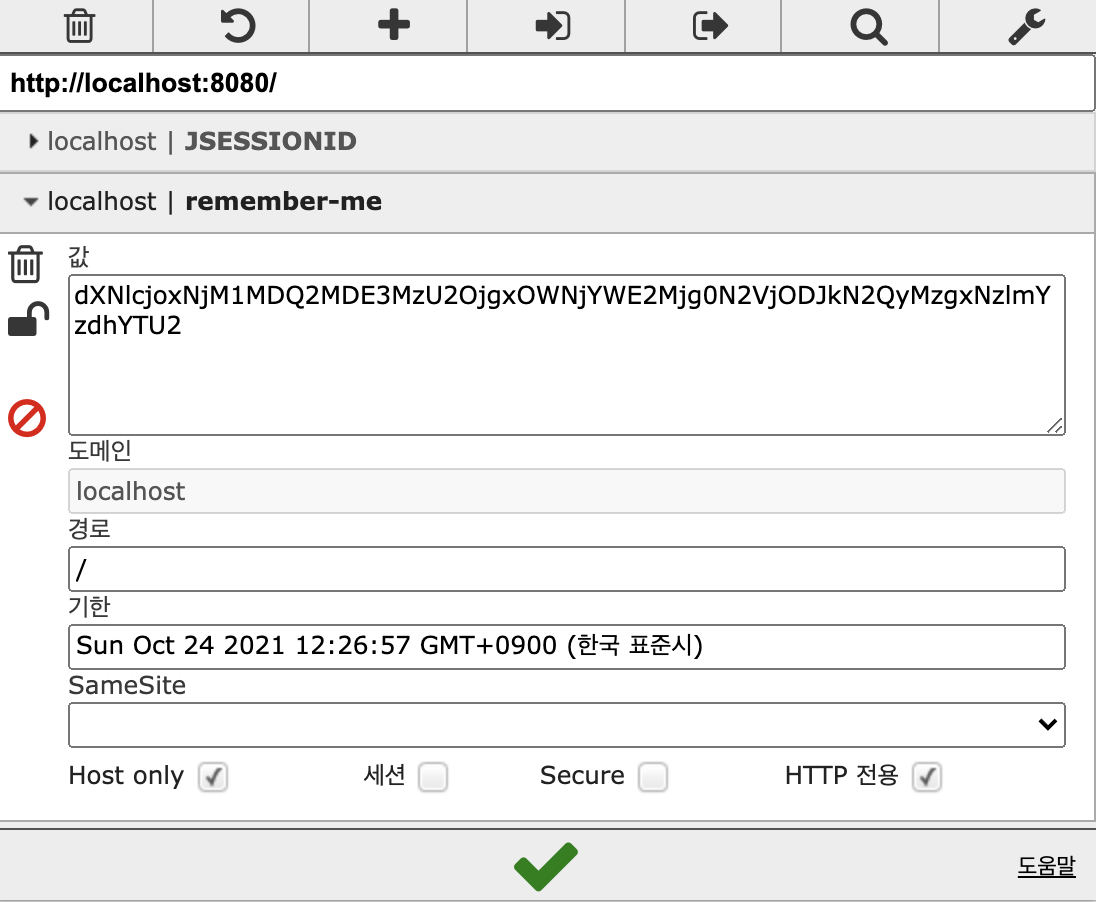 http://localhost:8080/
localhost | JSESSIONID
localhost | remember-me
값
dXNlcjoxNjM1MDQ2MDE3MzU2OjgxOWNjYWE2Mjg0N2VjODJkN2QyMzgxNzlmY
zdhYTU2
도메인
localhost
경로
/
기한
Sun Oct 24 2021 12:26:57 GMT+0900 (한국 표준시)
SameSite
Host only 세션 Secure HTTP 전용
도움말